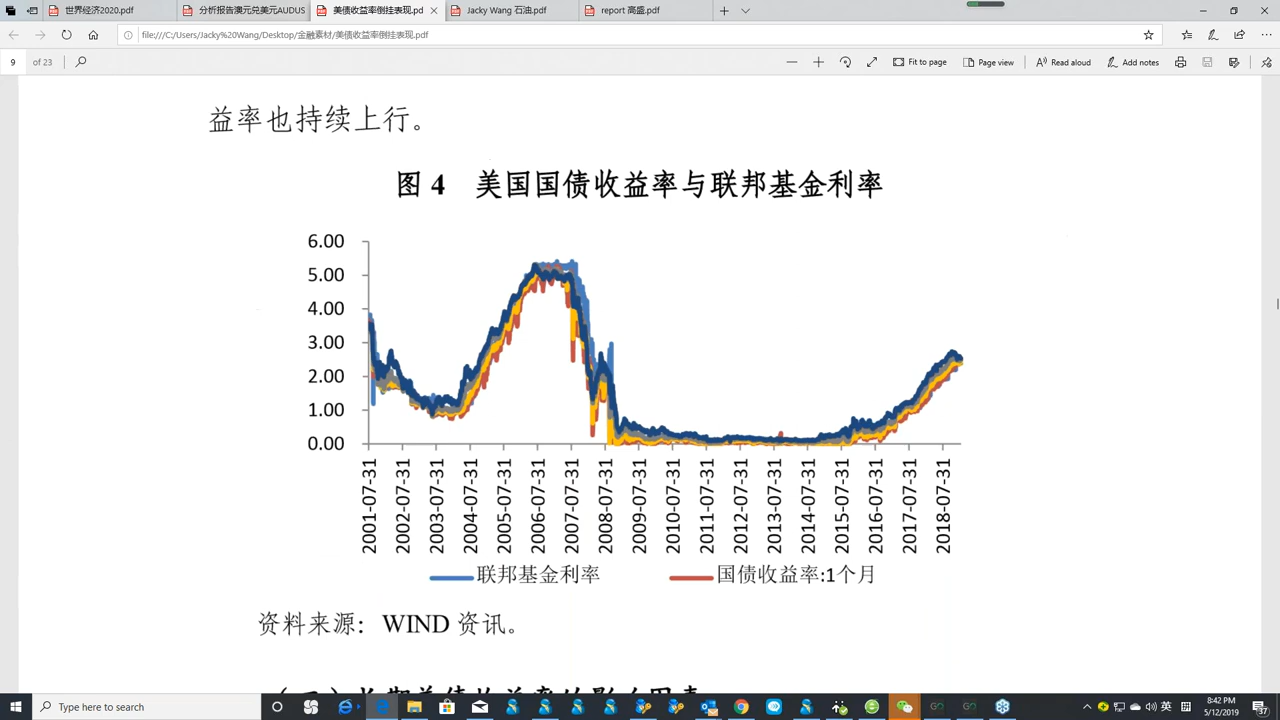 世界经济2020.pdf
分析报告澳元兑美元AUDUS
美债收益率倒挂表现.pd
Jacky Wang 石油.pdf
report 高盛.pdf
file:///C:/Users/Jacky%20Wang/Desktop/金融素材/美债收益率倒挂表现.pdf
9 of 23
Fit to page
Page view
Read aloud
Add notes
益率也持续上行。
图 4 美国国债收益率与联邦基金利率
6.00
5.00
4.00
3.00
2.00
1.00
0.00
2001-07-31
2002-07-31
2003-07-31
2004-07-31
2005-07-31
2006-07-31
2007-07-31
2008-07-31
2009-07-31
2010-07-31
2011-07-31
2012-07-31
2013-07-31
2014-07-31
2015-07-31
2016-07-31
2017-07-31
2018-07-31
联邦基金利率
国债收益率:1个月
资料来源：WIND 资讯。
Type here to search
英
8:42 PM
5/12/2019